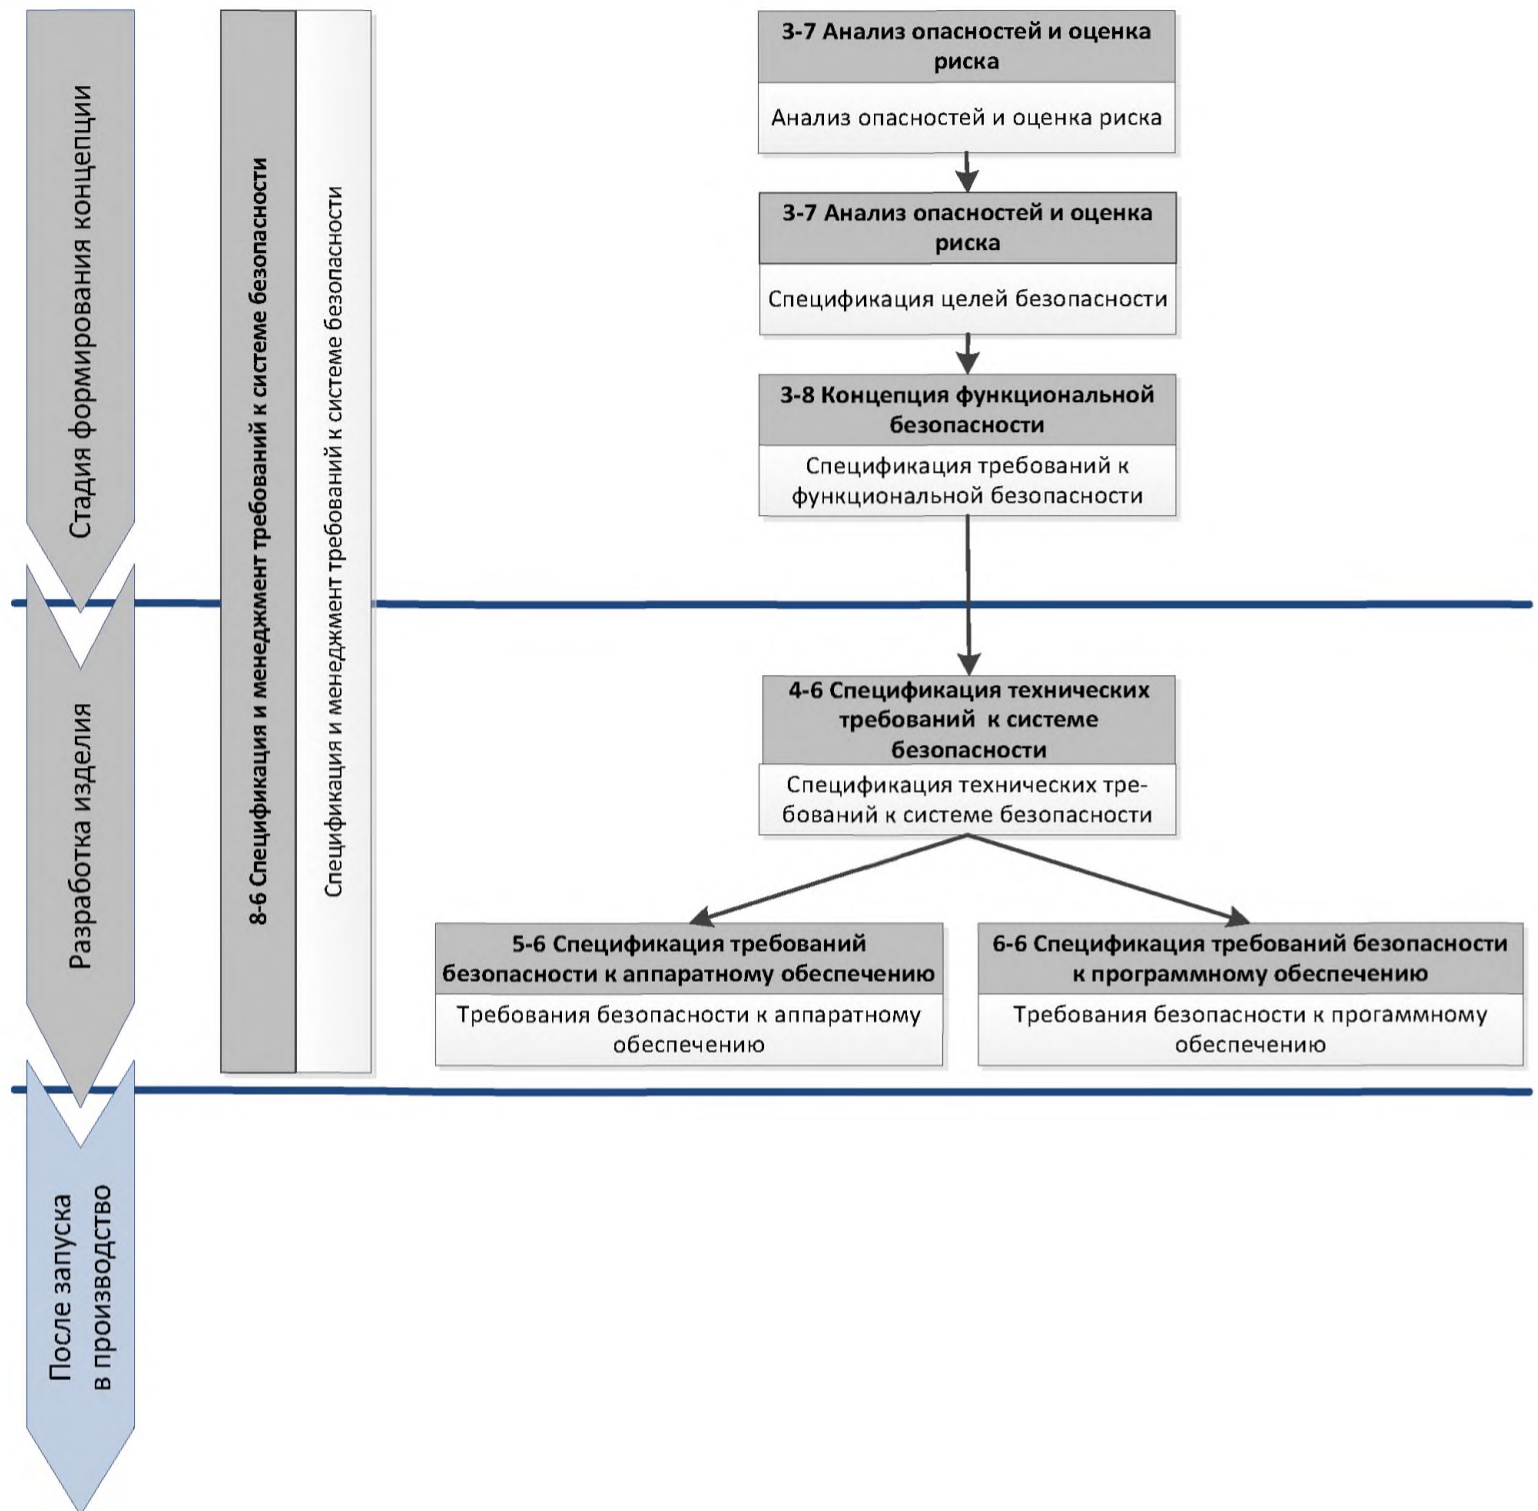 Стадия формирования концепции
Разработка изделия
После запуска
в производство
8-6 Спецификация и менеджмент требований к системе безопасности
Спецификация и менеджмент требований к системе безопасности
3-7 Анализ опасностей и оценка
риска
Анализ опасностей и оценка риска
3-7 Анализ опасностей и оценка
риска
Спецификация целей безопасности
3-8 Концепция функциональной
безопасности
Спецификация требований к
функциональной безопасности
4-6 Спецификация технических
требований к системе
безопасности
Спецификация технических тре-
бований к системе безопасности
5-6 Спецификация требований
безопасности к аппаратному обеспечению
Требования безопасности к аппаратному
обеспечению
6-6 Спецификация требований безопасности
к программному обеспечению
Требования безопасности к прогаммному
обеспечению